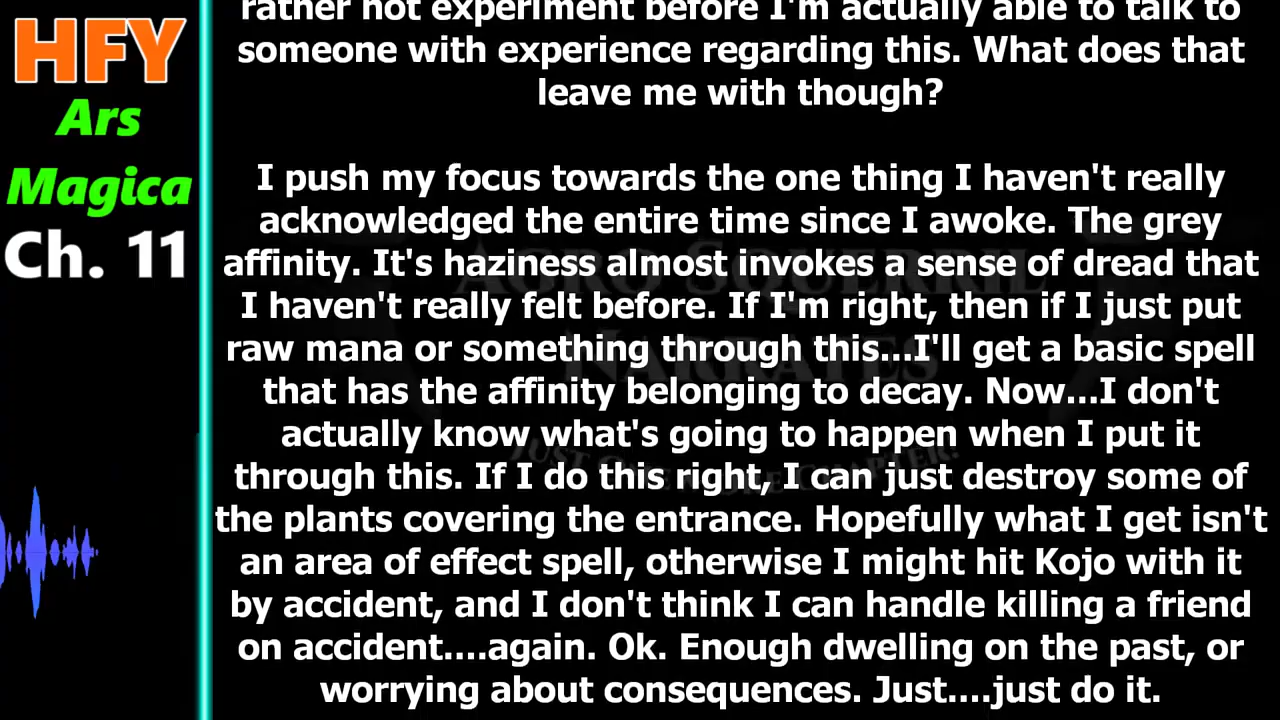 HFY
Ars
Magica
Ch. 11
rather not experiment before I'm actually able to talk to
someone with experience regarding this. What does that
leave me with though?
I push my focus towards the one thing I haven't really
acknowledged the entire time since I awoke. The grey
affinity. It's haziness almost invokes a sense of dread that
I haven't really felt before. If I'm right, then if I just put
raw mana or something through this...I'll get a basic spell
that has the affinity belonging to decay. Now...I don't
actually know what's going to happen when I put it
through this. If I do this right, I can just destroy some of
the plants covering the entrance. Hopefully what I get isn't
an area of effect spell, otherwise I might hit Kojo with it
by accident, and I don't think I can handle killing a friend
on accident....again. Ok. Enough dwelling on the past, or
worrying about consequences. Just....just do it.